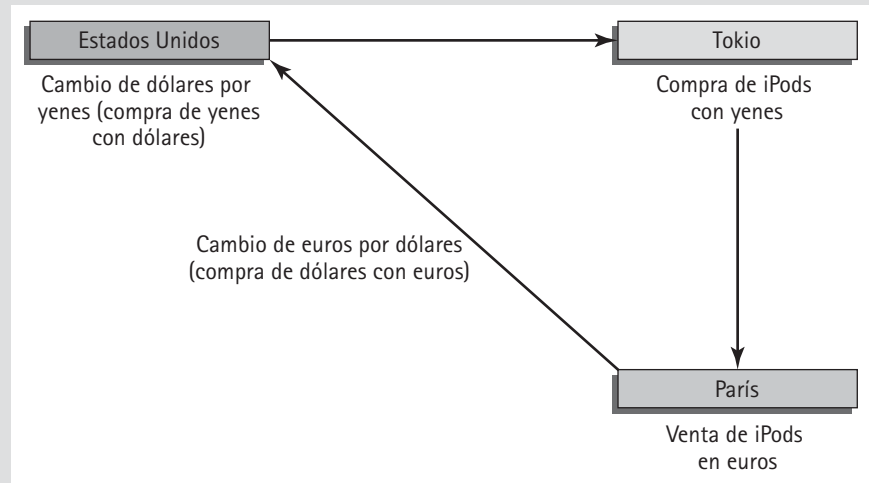 Estados Unidos
Cambio de dólares por
yenes (compra de yenes
con dólares)
Tokio
Compra de iPods
con yenes
Cambio de euros por dólares
(compra de dólares con euros)
París
Venta de iPods
en euros